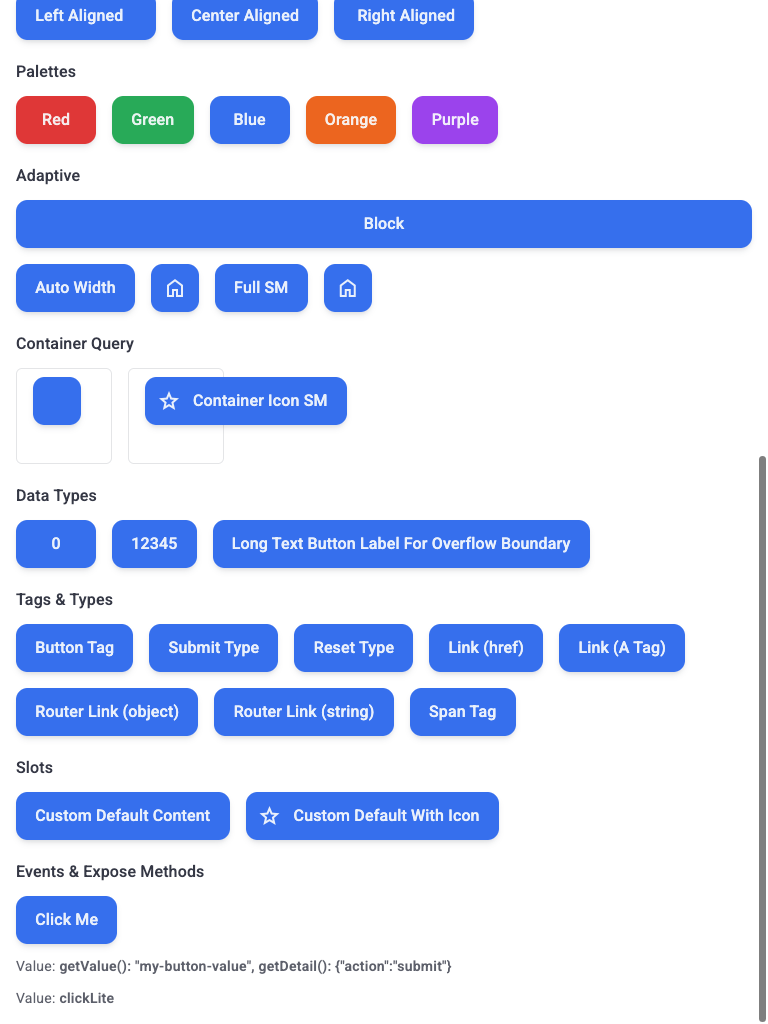 Left Aligned Center Aligned Right Aligned
Palettes
Red Green Blue Orange Purple
Adaptive
Block
Auto Width Full SM
Container Query
Container Icon SM
Data Types
0 12345 Long Text Button Label For Overflow Boundary
Tags & Types
Button Tag Submit Type Reset Type Link (href) Link (A Tag)
Router Link (object) Router Link (string) Span Tag
Slots
Custom Default Content Custom Default With Icon
Events & Expose Methods
Click Me
Value: getValue(): "my-button-value", getDetail(): {"action":"submit"}
Value: clickLite